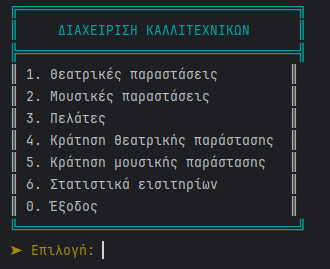 ΔΙΑΧΕΙΡΙΣΗ ΚΑΛΛΙΤΕΧΝΙΚΩΝ
1. Θεατρικές παραστάσεις
2. Μουσικές παραστάσεις
3. Πελάτες
4. Κράτηση θεατρικής παράστασης
5. Κράτηση μουσικής παράστασης
6. Στατιστικά εισιτηρίων
0. Έξοδος
➤ Επιλογή: